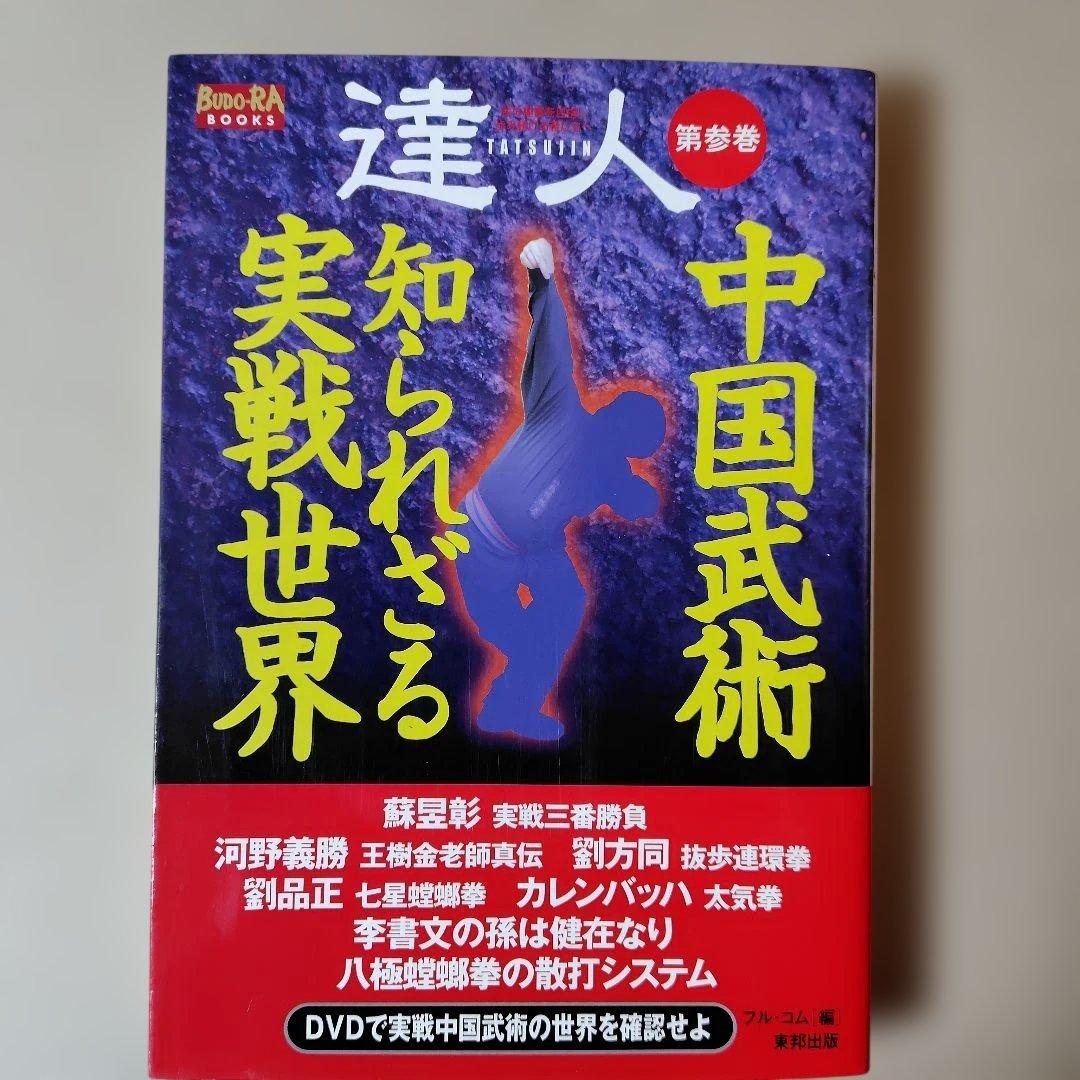 BUDO-RA
BOOKS
達人
TATSUJIN
第参巻
中国武術
知られざる
実戦世界
蘇昱彰 実戦三番勝負
河野義勝 王樹金老師真伝 劉方同 抜歩連環拳
劉品正 七星螳螂拳 カレンバッハ 太気拳
李書文の孫は健在なり
八極螳螂拳の散打システム
DVDで実戦中国武術の世界を確認せよ
フル・コム[編]
東邦出版